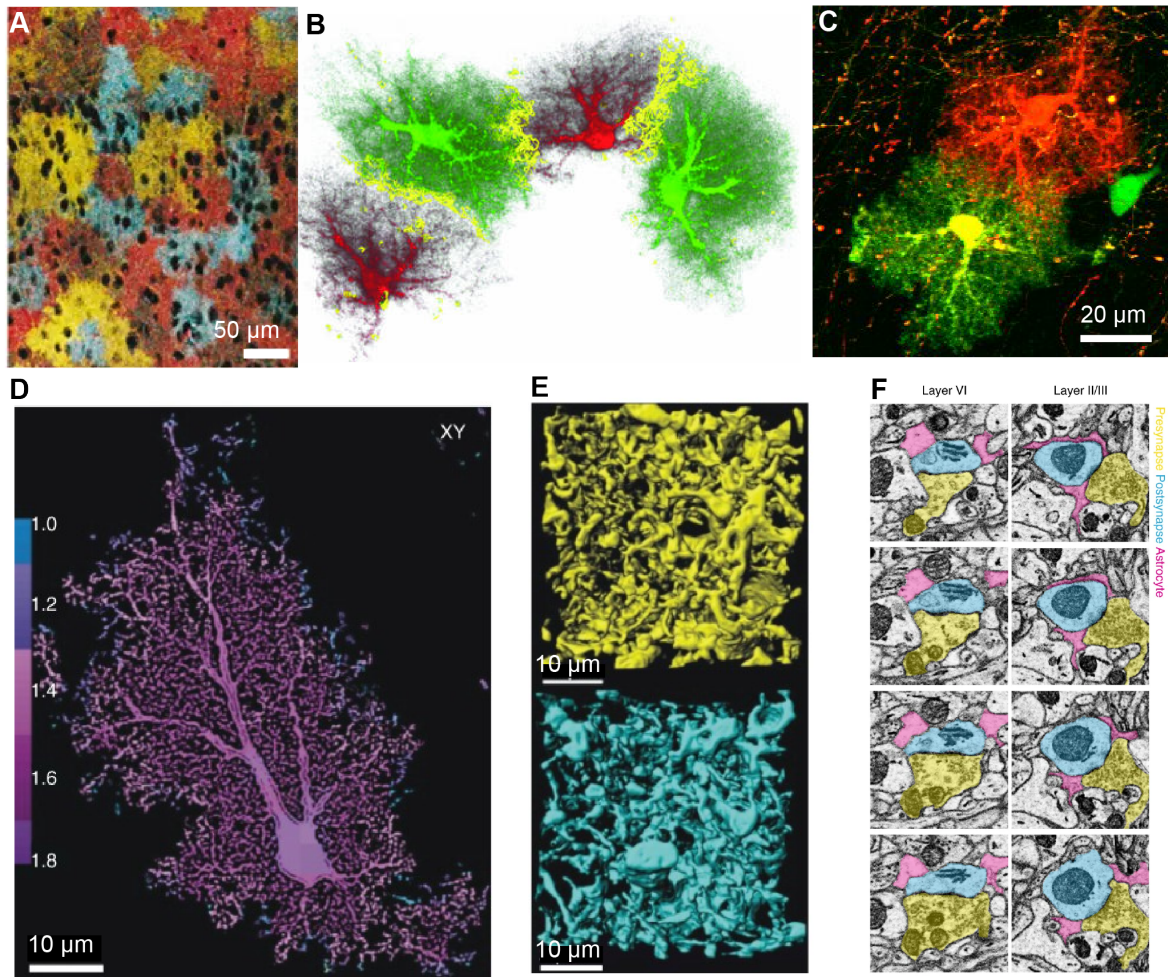 A
50 µm
B
C
20 µm
D
XY
1.0
1.2
1.4
1.6
1.8
10 µm
E
10 µm
10 µm
F
Layer VI
Layer II/III
Presynapse Postsynapse Astrocyte